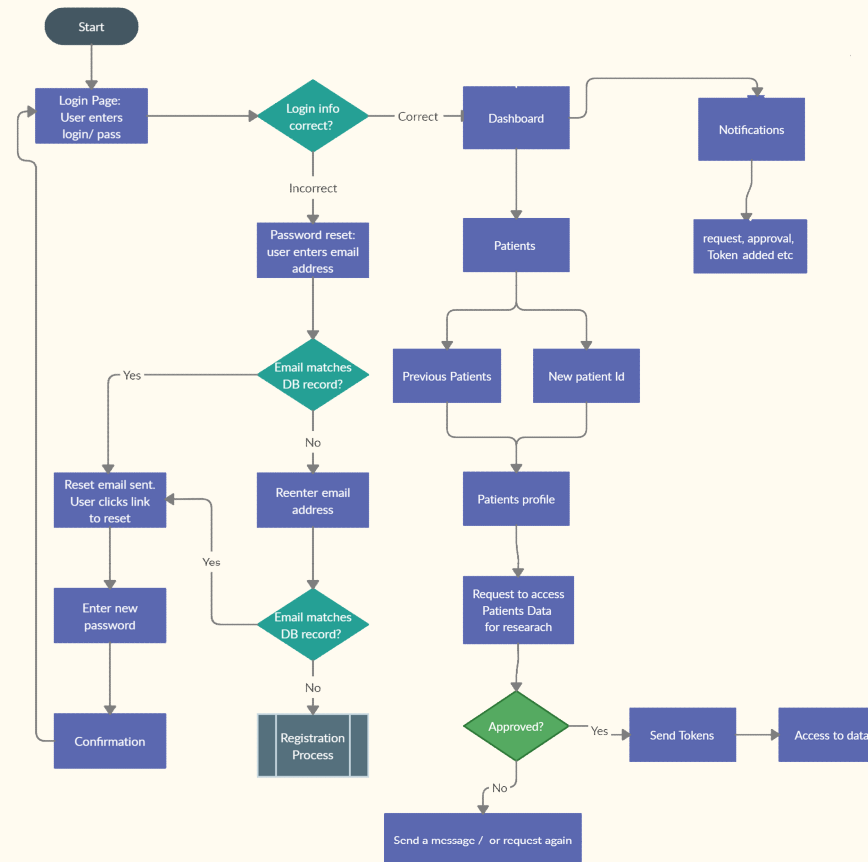 Start
Login Page:
User enters
login/ pass
Login info
correct?
Correct
Dashboard
Notifications
Incorrect
Password reset:
user enters email
address
Patients
request, approval,
Token added etc
Email matches
DB record?
Yes
Previous Patients
New patient Id
No
Reset email sent.
User clicks link
to reset
Reenter email
address
Patients profile
Yes
Enter new
password
Email matches
DB record?
Request to access
Patients Data
for researach
No
Confirmation
Registration
Process
Approved?
Yes
Send Tokens
Access to data
No
Send a message / or request again